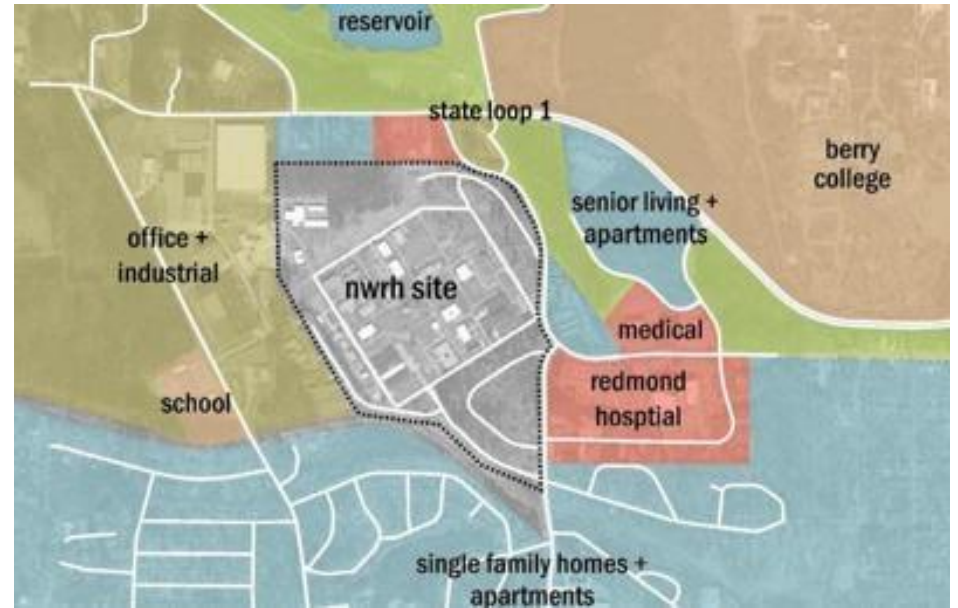 reservoir
state loop 1
berry
college
senior living +
apartments
office +
industrial
nwrh site
medical
redmond
hosptial
school
single family homes +
apartments